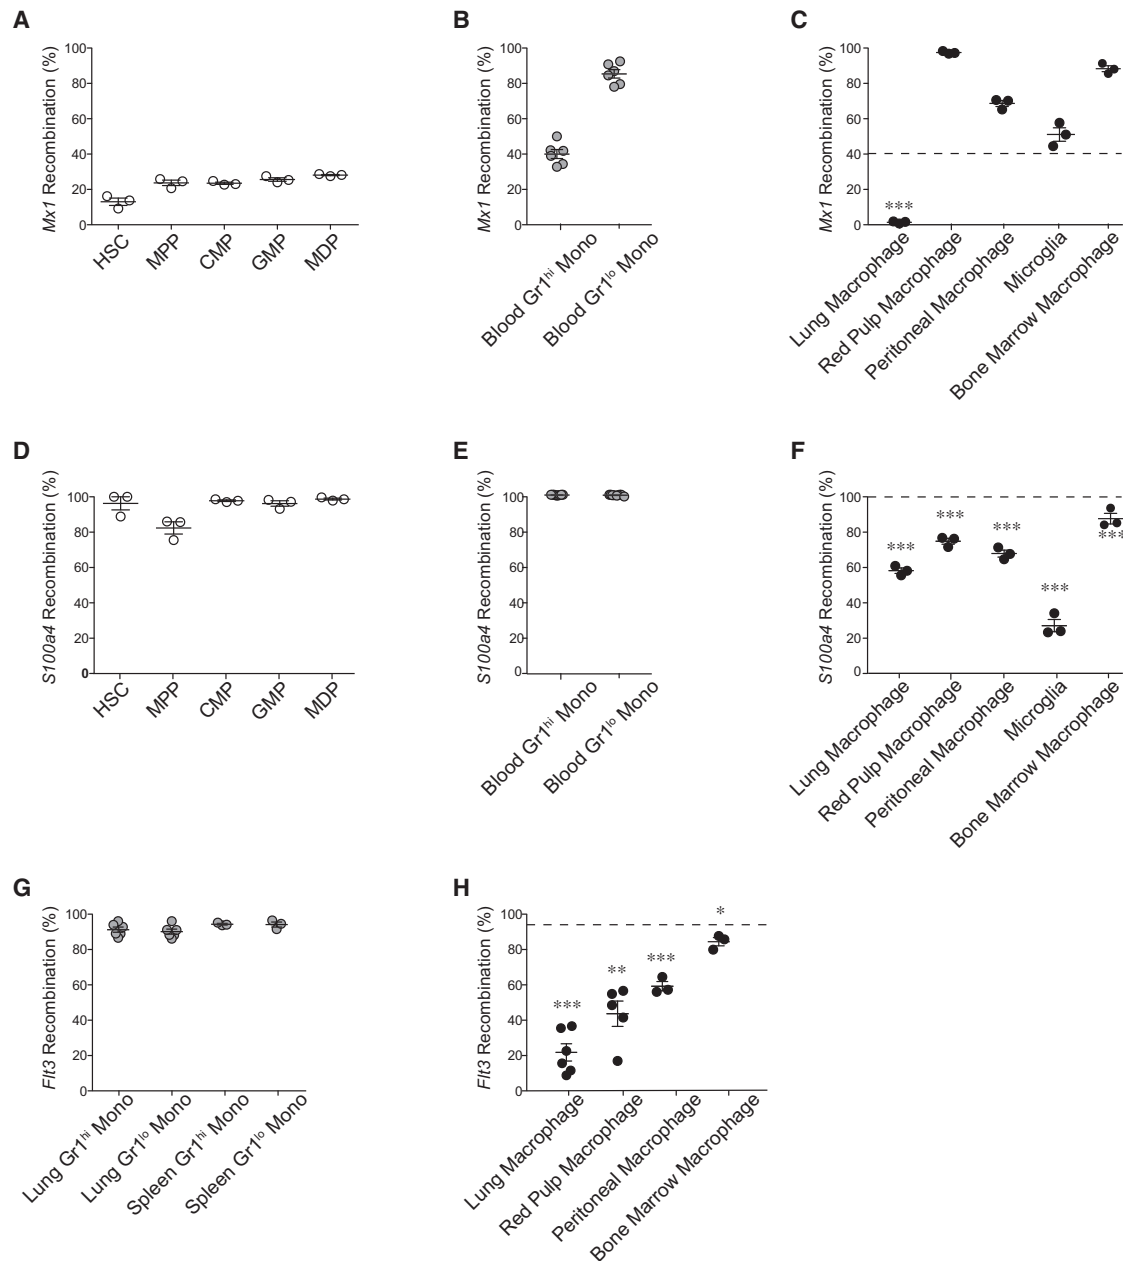 A
Mx1 Recombination (%)
100
80
60
40
20
0
HSC
MPP
CMP
GMP
MDP
B
Mx1 Recombination (%)
100
80
60
40
20
0
Blood Gr1hi Mono
Blood Gr1lo Mono
C
Mx1 Recombination (%)
100
80
60
40
20
0
***
Lung Macrophage
Red Pulp Macrophage
Peritoneal Macrophage
Microglia
Bone Marrow Macrophage
D
S100a4 Recombination (%)
100
80
60
40
20
0
HSC
MPP
CMP
GMP
MDP
E
S100a4 Recombination (%)
100
80
60
40
20
0
Blood Gr1hi Mono
Blood Gr1lo Mono
F
S100a4 Recombination (%)
100
80
60
40
20
0
***
***
***
***
***
Lung Macrophage
Red Pulp Macrophage
Peritoneal Macrophage
Microglia
Bone Marrow Macrophage
G
Flt3 Recombination (%)
100
80
60
40
20
0
Lung Gr1hi Mono
Lung Gr1lo Mono
Spleen Gr1hi Mono
Spleen Gr1lo Mono
H
Flt3 Recombination (%)
100
80
60
40
20
0
***
**
***
*
Lung Macrophage
Red Pulp Macrophage
Peritoneal Macrophage
Bone Marrow Macrophage